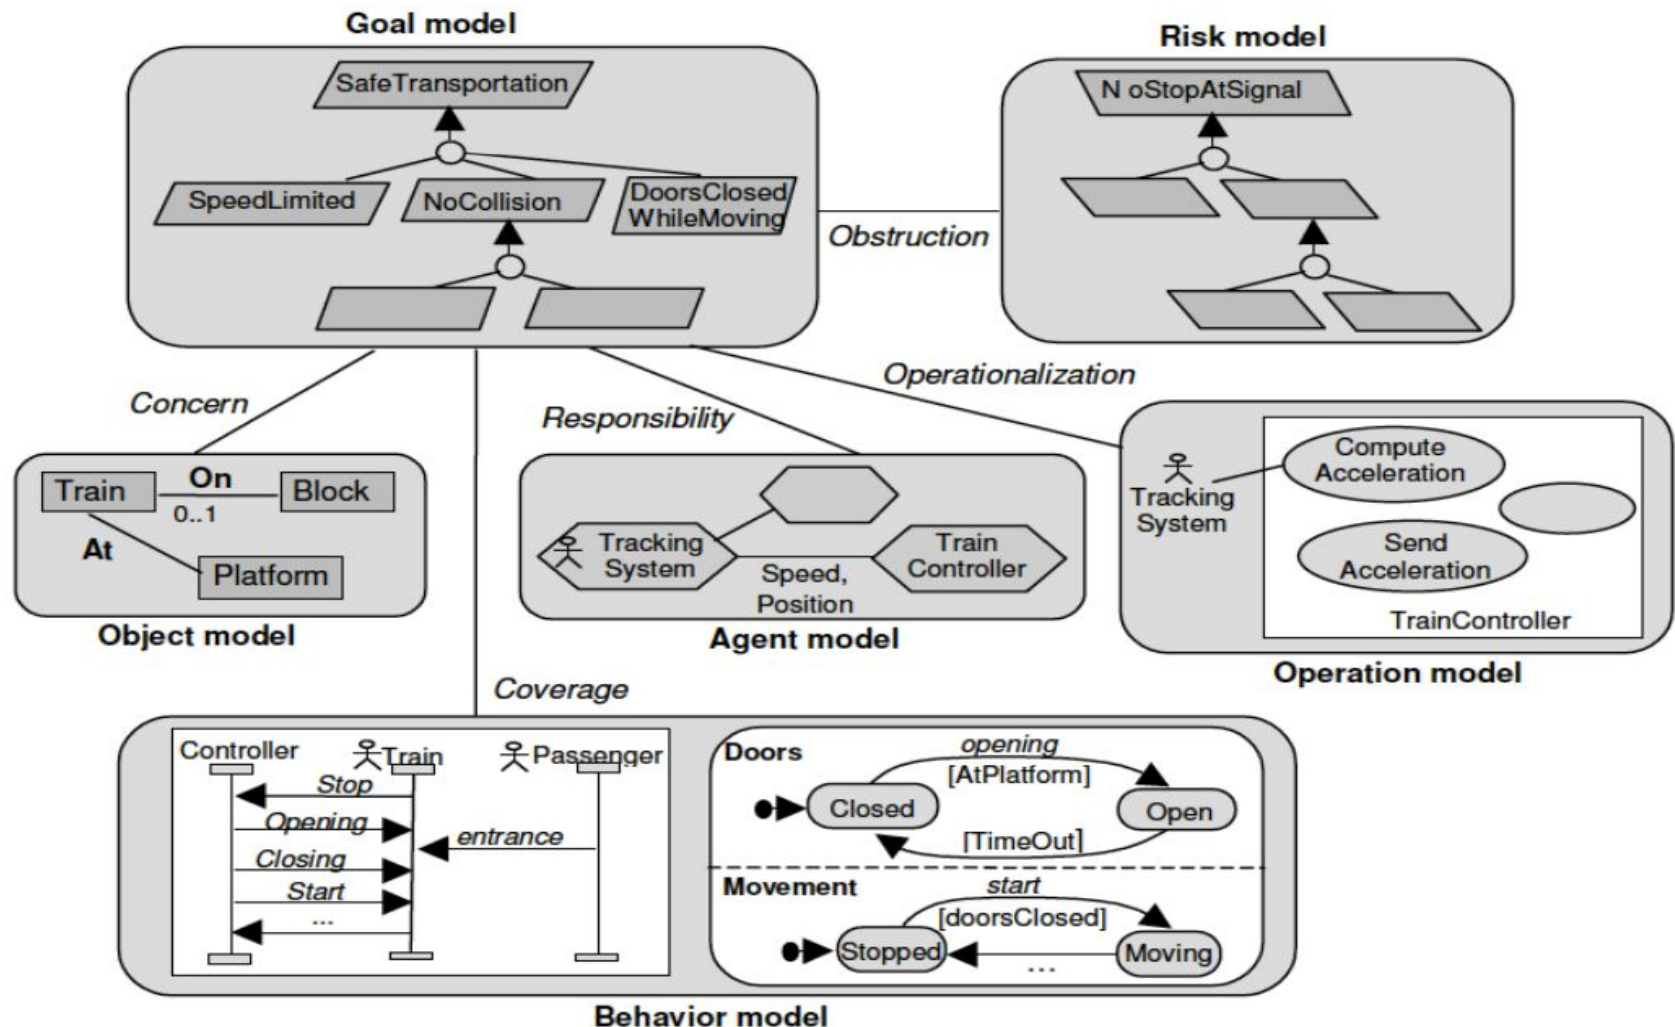 Goal model
SafeTransportation
SpeedLimited
NoCollision
DoorsClosed
WhileMoving
Risk model
N oStopAtSignal
Obstruction
Concern
Responsibility
Operationalization
Coverage
Train
On
0..1
Block
At
Platform
Object model
Tracking
System
Speed,
Position
Train
Controller
Agent model
Tracking
System
Compute
Acceleration
Send
Acceleration
TrainController
Operation model
Controller
Train
Passenger
Stop
Opening
entrance
Closing
Start
...
Doors
opening
[AtPlatform]
Closed
Open
[TimeOut]
Movement
start
[doorsClosed]
Stopped
Moving
...
Behavior model